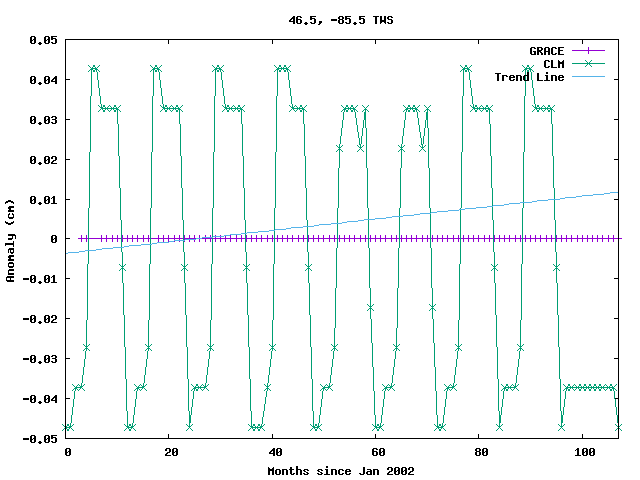 46.5, -85.5 TWS
GRACE
CLM
Trend Line
0.05
0.04
0.03
0.02
0.01
0
-0.01
-0.02
-0.03
-0.04
-0.05
Anomaly (cm)
0 20 40 60 80 100
Months since Jan 2002